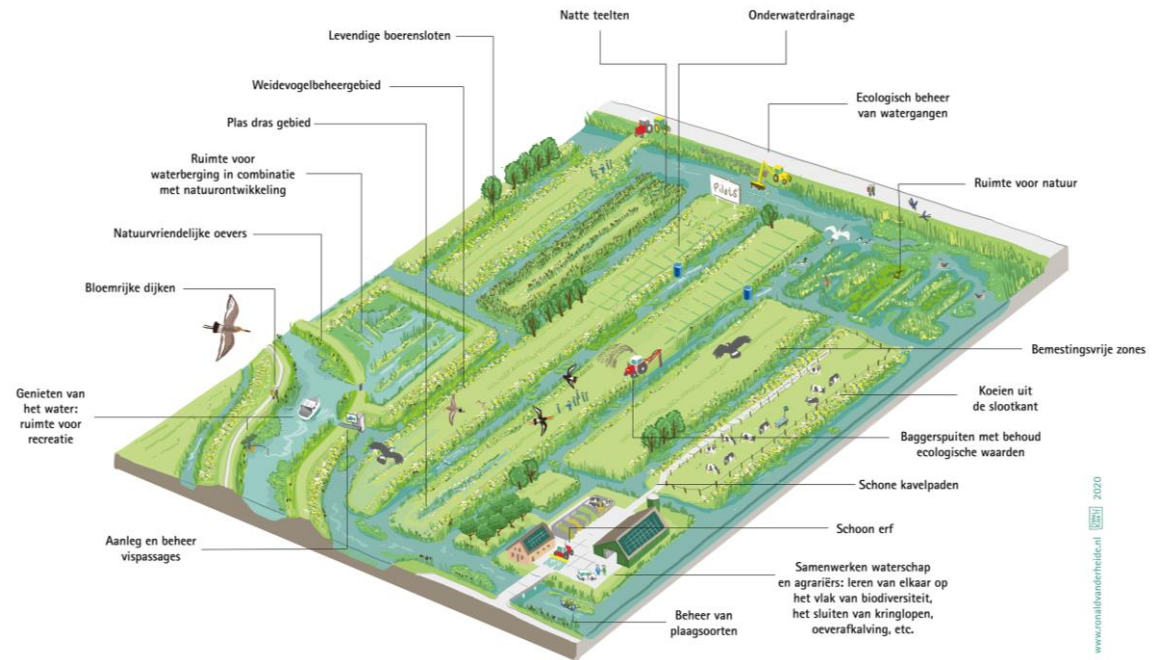 Natte teelten
Onderwaterdrainage
Levendige boerensloten
Weidevogelbeheergebied
Plas dras gebied
Ruimte voor
waterberging in combinatie
met natuurontwikkeling
Natuurvriendelijke oevers
Bloemrijke dijken
Genieten van
het water:
ruimte voor
recreatie
Aanleg en beheer
vispassages
Ecologisch beheer
van watergangen
Ruimte voor natuur
Pilots
Bemestingsvrije zones
Koeien uit
de slootkant
Baggerspuiten met behoud
ecologische waarden
Schone kavelpaden
Schoon erf
Samenwerken waterschap
en agrariërs: leren van elkaar op
het vlak van biodiversiteit,
het sluiten van kringlopen,
oeverafkalving, etc.
Beheer van
plaagsoorten
www.ronaldvanderheide.nl 2020